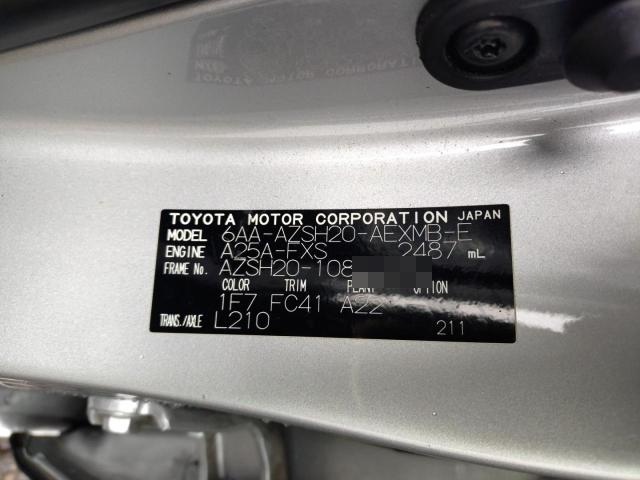 TOYOTA MOTOR CORPORATION JAPAN
MODEL 6AA-AZSH20-AEXMB-E
ENGINE A25A-FXS 2487 mL
FRAME No. AZSH20-108
COLOR TRIM PLANT OPTION
1F7 FC41 A22
TRANS./AXLE L210
211